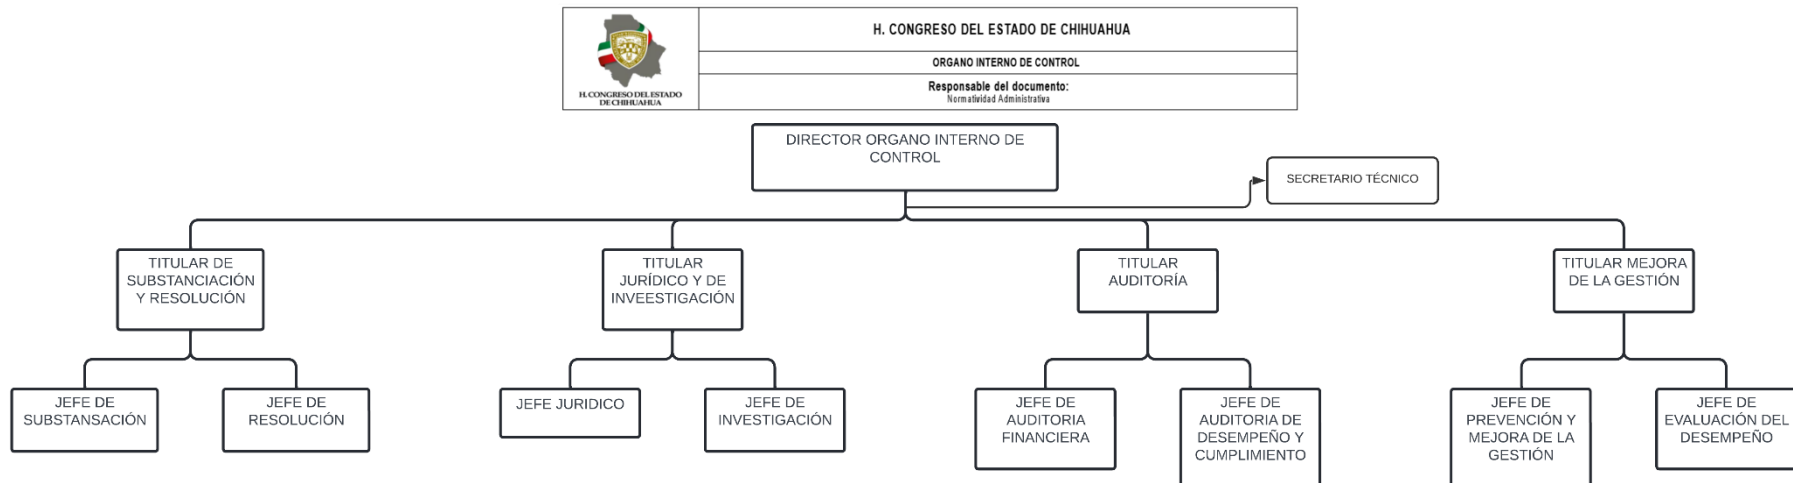 H. CONGRESO DEL ESTADO
DE CHIHUAHUA
H. CONGRESO DEL ESTADO DE CHIHUAHUA
ORGANO INTERNO DE CONTROL
Responsable del documento:
Normatividad Administrativa
DIRECTOR ORGANO INTERNO DE
CONTROL
SECRETARIO TÉCNICO
TITULAR DE
SUBSTANCIACIÓN
Y RESOLUCIÓN
TITULAR
JURÍDICO Y DE
INVEESTIGACIÓN
TITULAR
AUDITORÍA
TITULAR MEJORA
DE LA GESTIÓN
JEFE DE
SUBSTANSACIÓN
JEFE DE
RESOLUCIÓN
JEFE JURIDICO
JEFE DE
INVESTIGACIÓN
JEFE DE
AUDITORIA
FINANCIERA
JEFE DE
AUDITORIA DE
DESEMPEÑO Y
CUMPLIMIENTO
JEFE DE
PREVENCIÓN Y
MEJORA DE LA
GESTIÓN
JEFE DE
EVALUACIÓN DEL
DESEMPEÑO